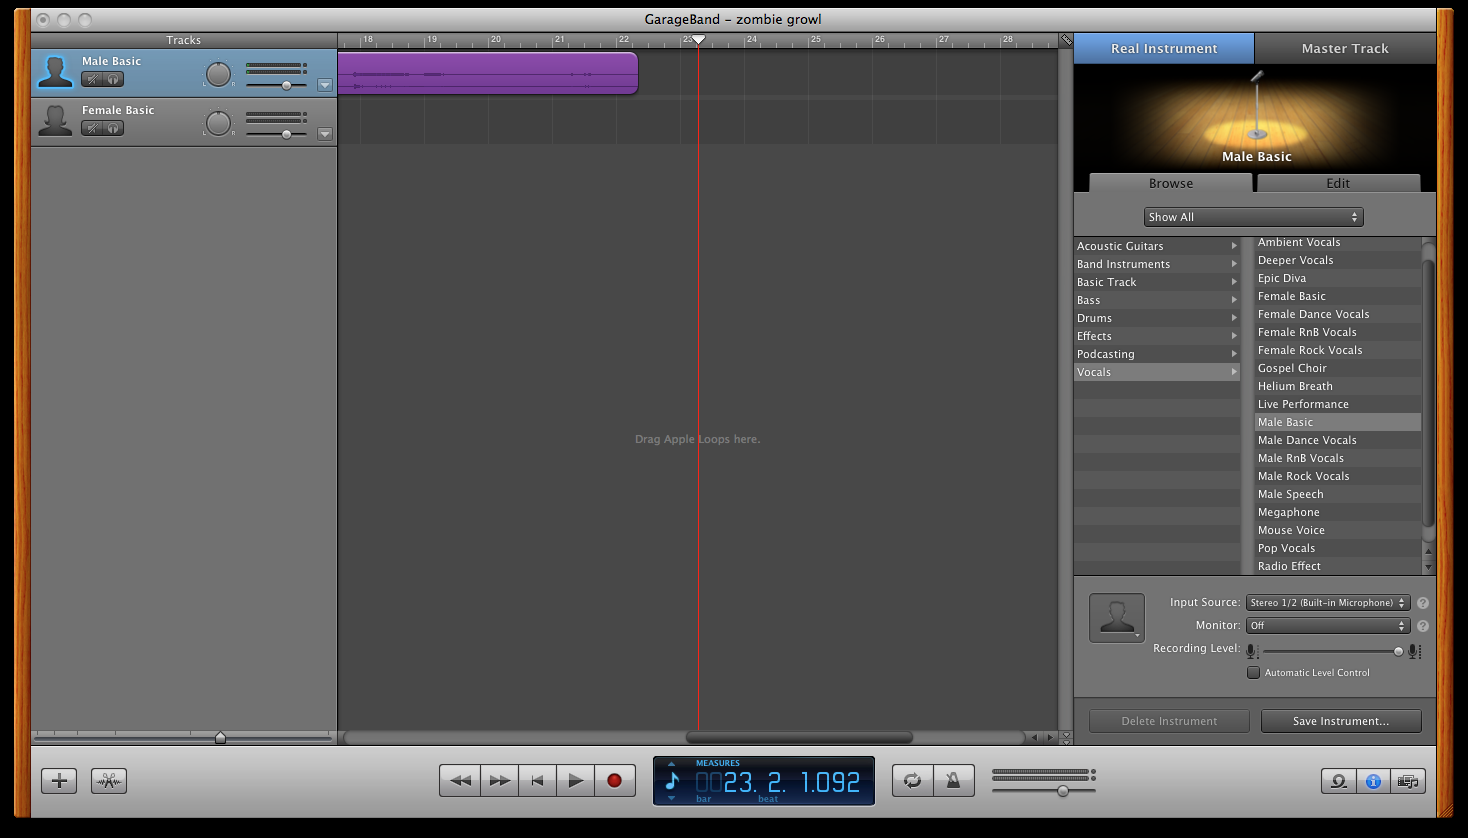 GarageBand – zombie growl
Tracks
18 19 20 21 22 23 24 25 26 27 28
Real Instrument
Master Track
Male Basic
L R
Female Basic
L R
Male Basic
Browse
Edit
Show All
Acoustic Guitars
Band Instruments
Basic Track
Bass
Drums
Effects
Podcasting
Vocals
Ambient Vocals
Deeper Vocals
Epic Diva
Female Basic
Female Dance Vocals
Female RnB Vocals
Female Rock Vocals
Gospel Choir
Helium Breath
Live Performance
Male Basic
Male Dance Vocals
Male RnB Vocals
Male Rock Vocals
Male Speech
Megaphone
Mouse Voice
Pop Vocals
Radio Effect
Drag Apple Loops here.
Input Source: Stereo 1/2 (Built-in Microphone) ?
Monitor: Off ?
Recording Level:
Automatic Level Control
Delete Instrument
Save Instrument...
MEASURES
0023. 2. 1.092
bar beat